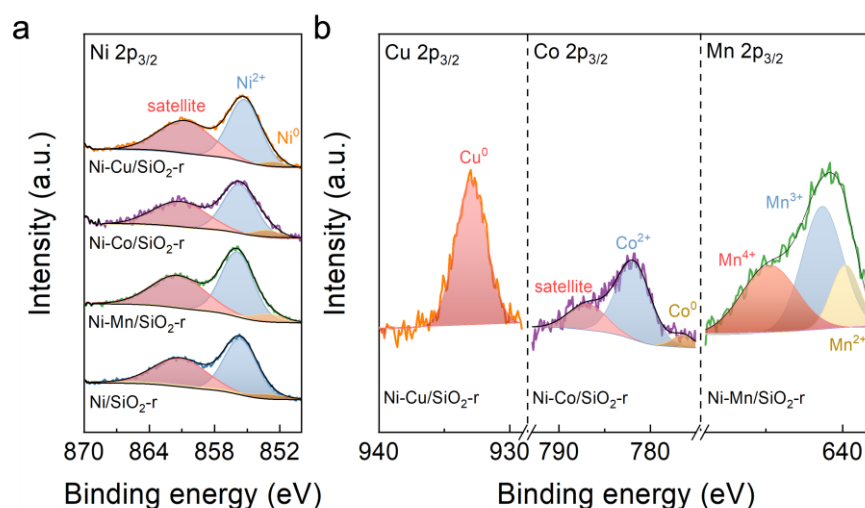 a
Ni 2p₃/₂
Ni²⁺
satellite
Ni⁰
Ni-Cu/SiO₂-r
Ni-Co/SiO₂-r
Ni-Mn/SiO₂-r
Ni/SiO₂-r
870 864 858 852
Binding energy (eV)
Intensity (a.u.)
b
Cu 2p₃/₂ Co 2p₃/₂ Mn 2p₃/₂
Cu⁰
satellite
Co²⁺
Co⁰
Mn⁴⁺
Mn³⁺
Mn²⁺
Ni-Cu/SiO₂-r Ni-Co/SiO₂-r Ni-Mn/SiO₂-r
940 930 790 780 640
Binding energy (eV)
Intensity (a.u.)